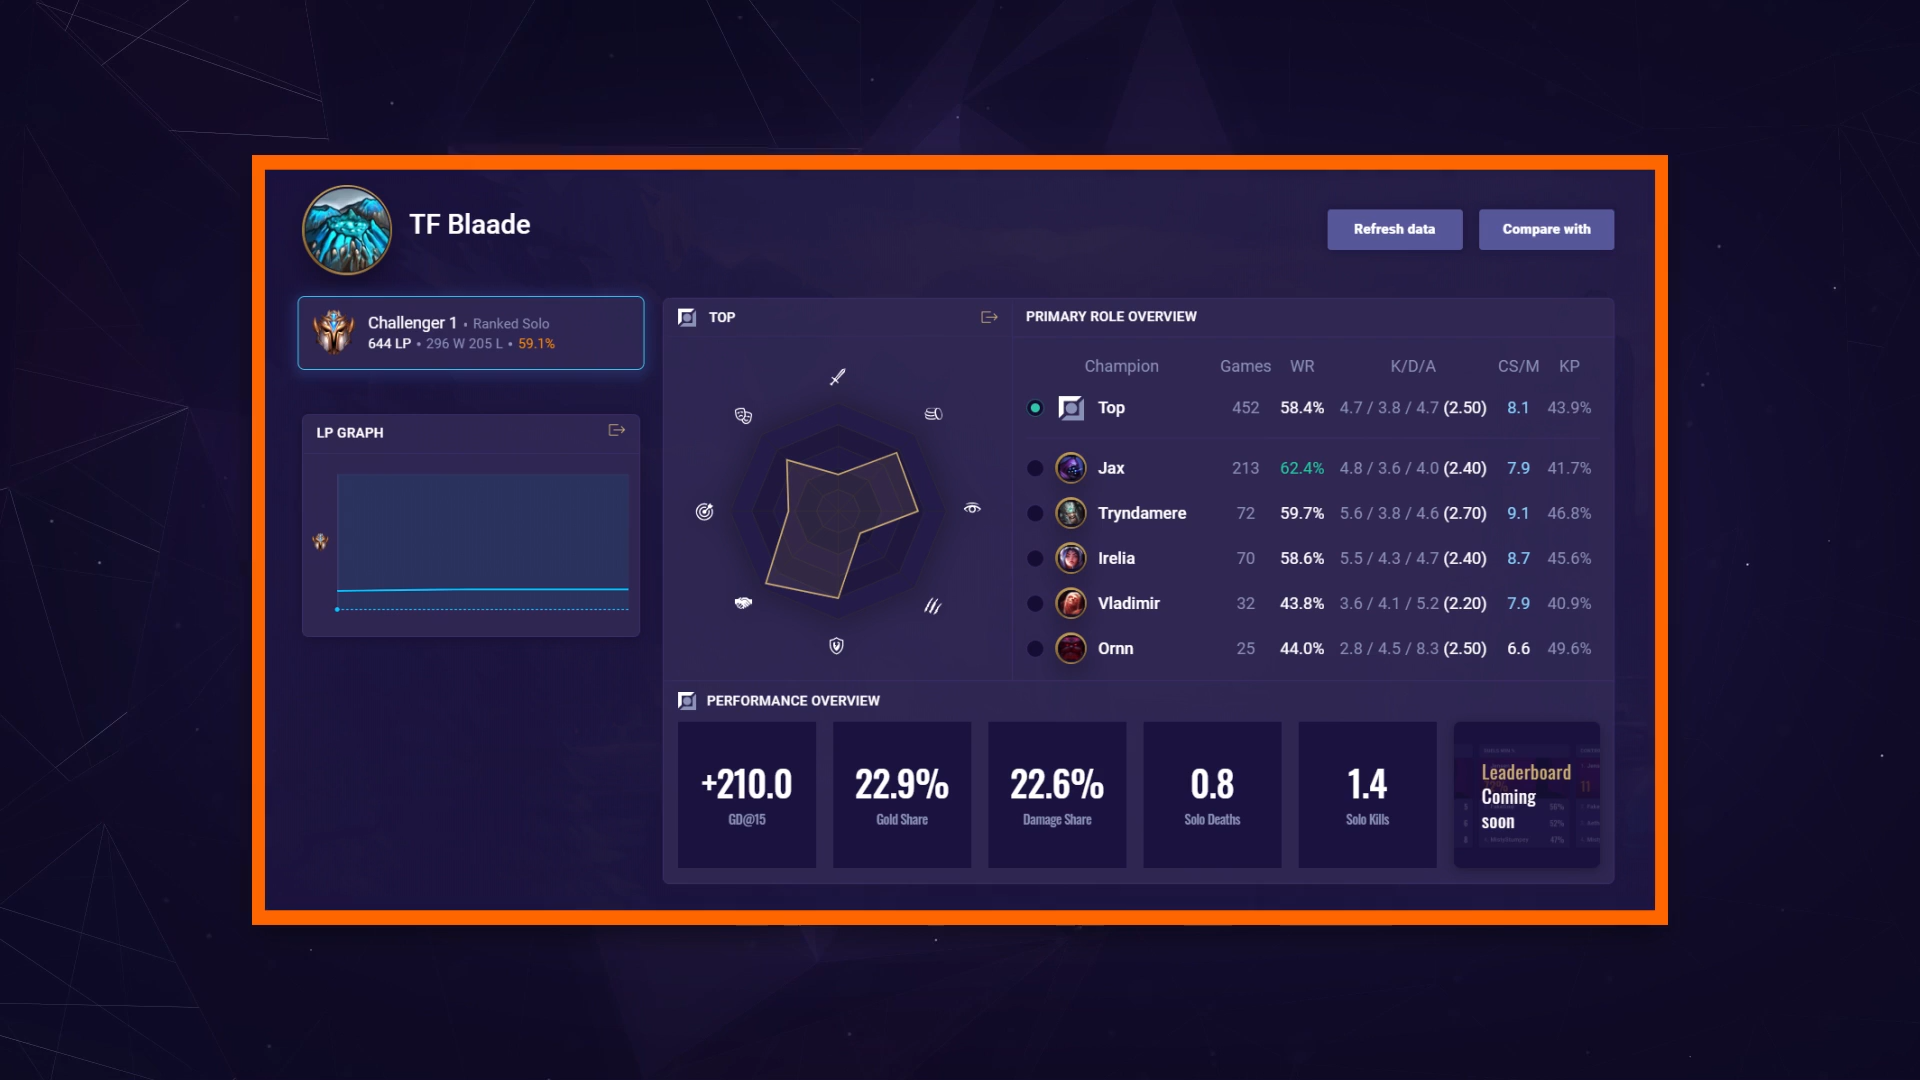 TF Blaade
Refresh data
Compare with
Challenger 1 • Ranked Solo
644 LP • 296 W 205 L • 59.1%
LP GRAPH
TOP
PRIMARY ROLE OVERVIEW
Champion Games WR K/D/A CS/M KP
Top 452 58.4% 4.7 / 3.8 / 4.7 (2.50) 8.1 43.9%
Jax 213 62.4% 4.8 / 3.6 / 4.0 (2.40) 7.9 41.7%
Tryndamere 72 59.7% 5.6 / 3.8 / 4.6 (2.70) 9.1 46.8%
Irelia 70 58.6% 5.5 / 4.3 / 4.7 (2.40) 8.7 45.6%
Vladimir 32 43.8% 3.6 / 4.1 / 5.2 (2.20) 7.9 40.9%
Ornn 25 44.0% 2.8 / 4.5 / 8.3 (2.50) 6.6 49.6%
PERFORMANCE OVERVIEW
+210.0
GD@15
22.9%
Gold Share
22.6%
Damage Share
0.8
Solo Deaths
1.4
Solo Kills
Leaderboard
Coming
soon